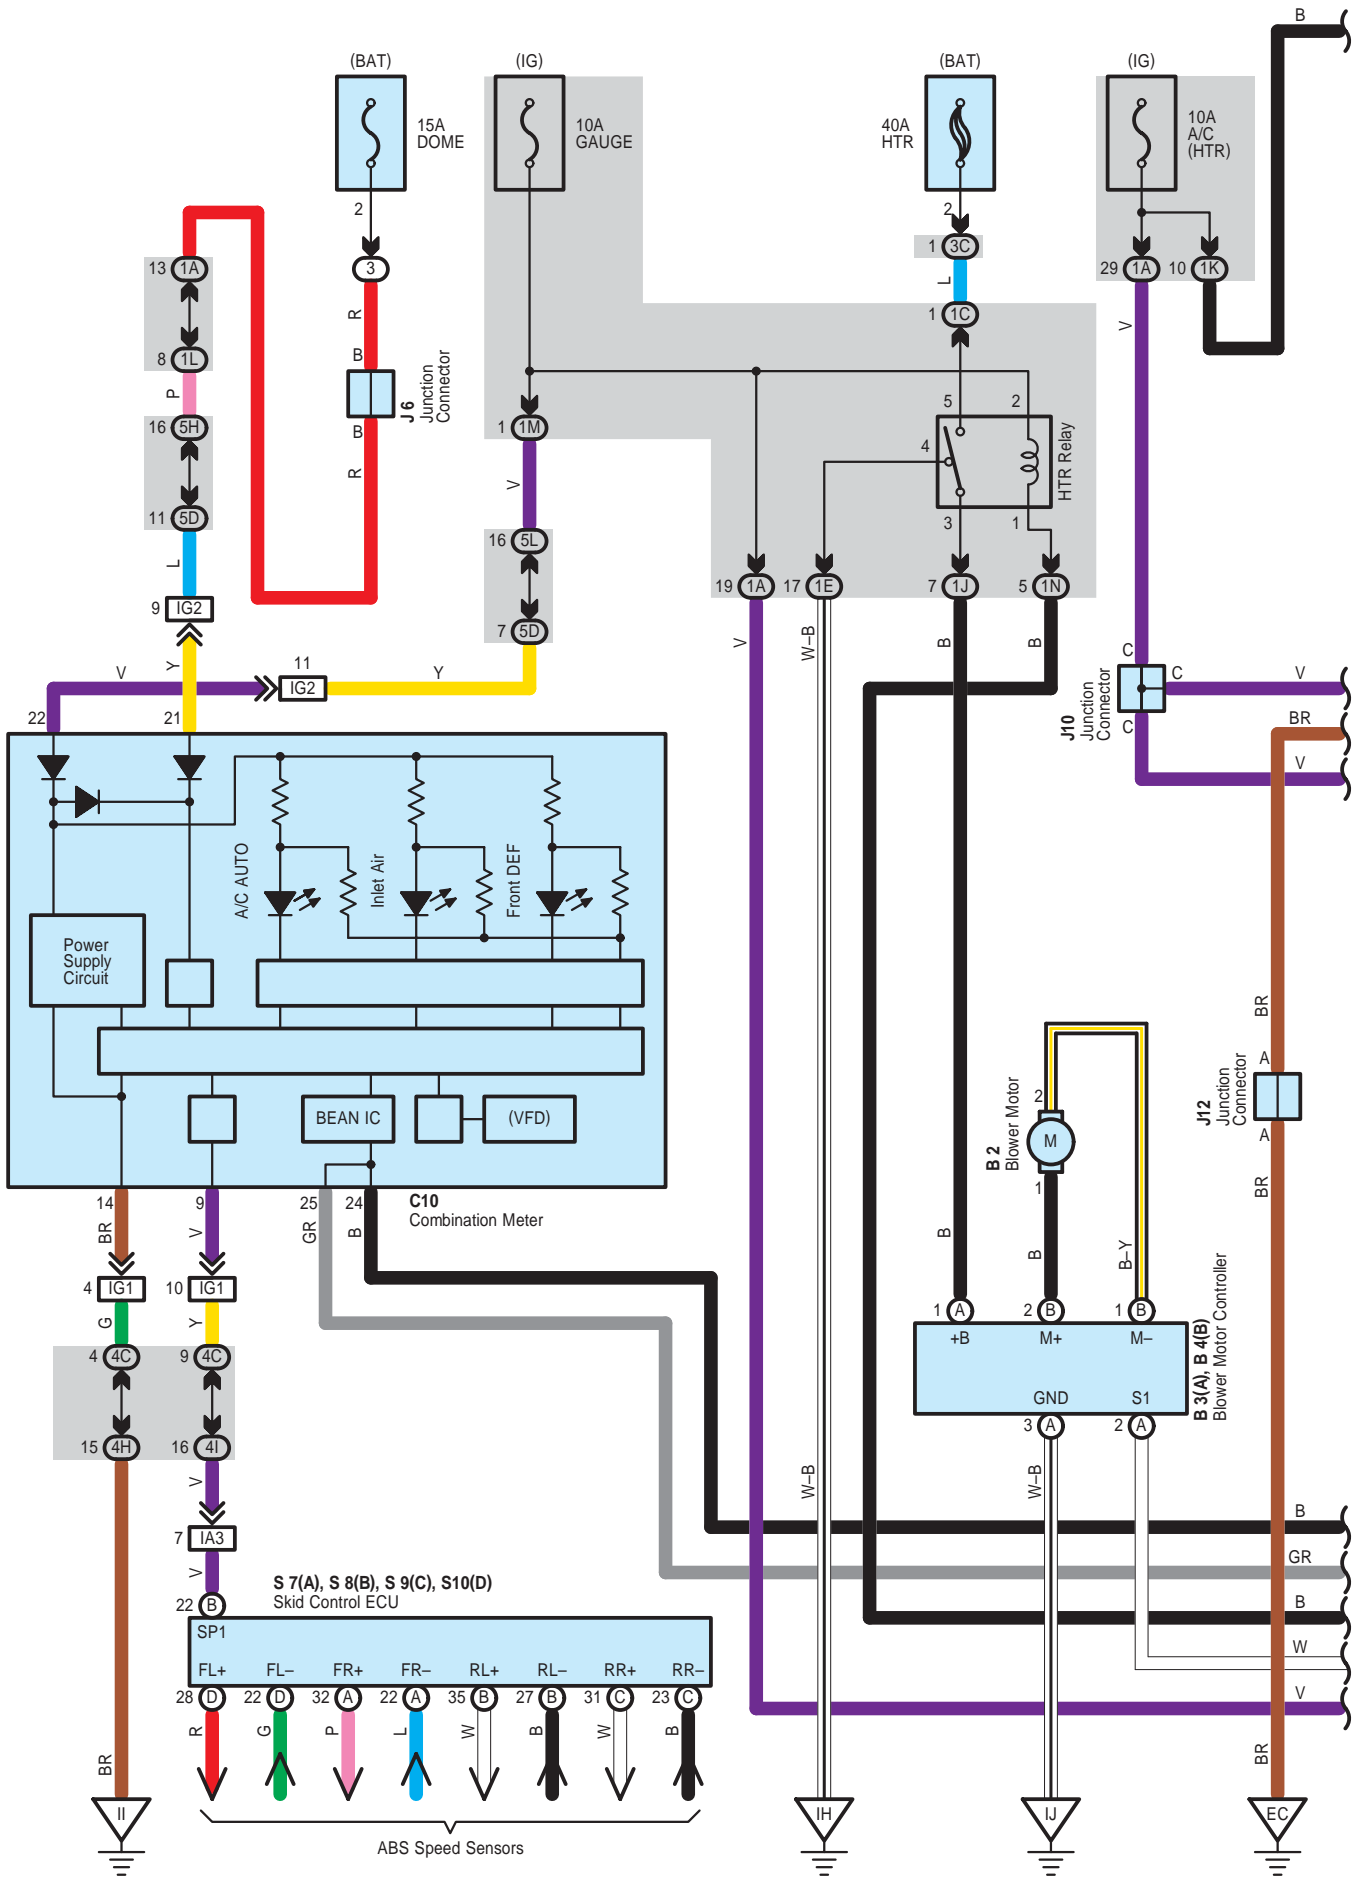 B
(BAT)
(IG)
(BAT)
(IG)
15A
DOME
10A
GAUGE
40A
HTR
10A
A/C
(HTR)
2
2
3
1 3C
13 1A
29 1A
10 1K
R
L
V
1 1C
B
8 1L
J 6
Junction
Connector
P
5
2
16 5H
B
1 1M
4
HTR Relay
R
V
11 5D
3
1
16 5L
L
19 1A
17 1E
7 1J
5 1N
9 IG2
7 5D
V
W–B
B
B
C
Y
V
11
IG2
Y
C
V
J10
Junction
Connector
22
21
C
BR
V
A/C AUTO
Inlet Air
Front DEF
Power
Supply
Circuit
BR
A
J12
Junction
Connector
2
BEAN IC
(VFD)
B 2
Blower Motor
M
A
1
BR
14
9
25
24
C10
Combination Meter
BR
V
GR
B
B
B
B–Y
4 IG1
10 IG1
1 A
2 B
1 B
G
Y
+B
M+
M–
B 3(A), B 4(B)
Blower Motor Controller
4 4C
9 4C
GND
S1
3 A
2 A
15 4H
16 4I
V
W–B
W–B
B
7 IA3
GR
V
S 7(A), S 8(B), S 9(C), S10(D)
Skid Control ECU
22 B
B
SP1
W
FL+
FL–
FR+
FR–
RL+
RL–
RR+
RR–
28 D
22 D
32 A
22 A
35 B
27 B
31 C
23 C
V
R
G
P
L
W
B
W
B
BR
BR
II
IH
IJ
EC
ABS Speed Sensors